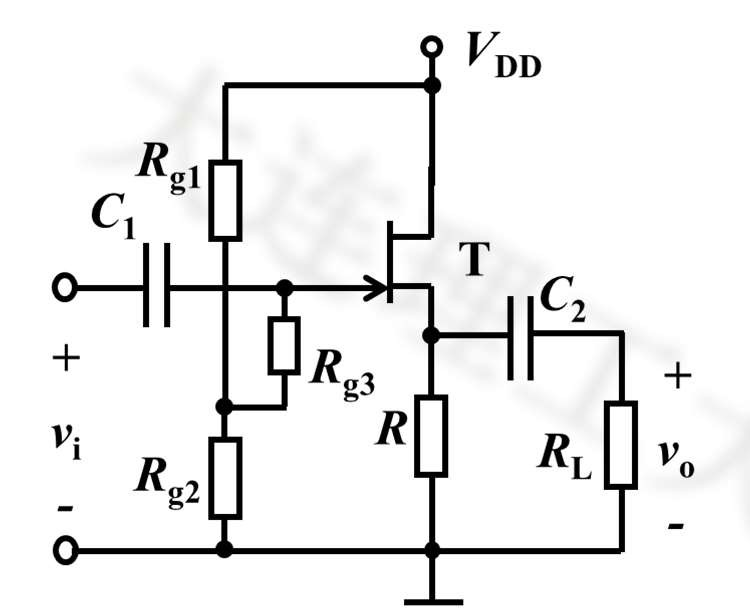 V_DD
R_g1
C_1
T
C_2
+
R_g3
+
v_i
R
R_L
v_o
R_g2
-
-